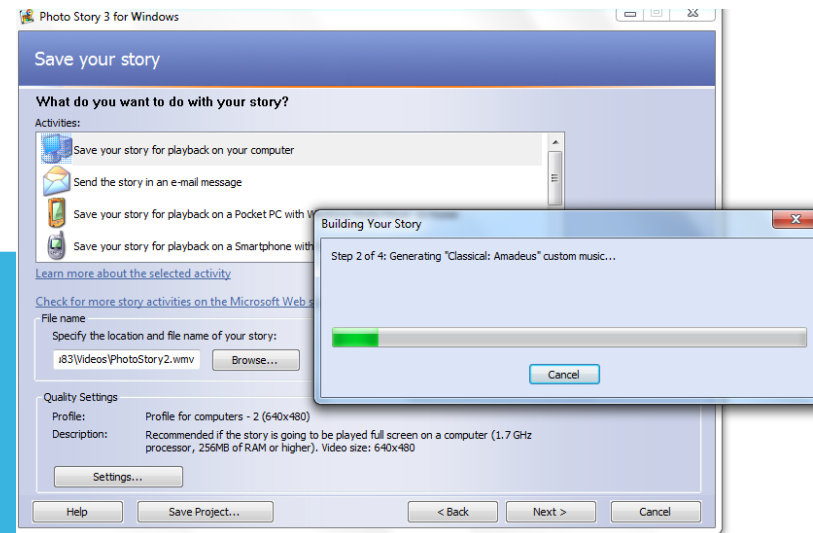 Photo Story 3 for Windows
Save your story
What do you want to do with your story?
Activities:
Save your story for playback on your computer
Send the story in an e-mail message
Save your story for playback on a Pocket PC with
Save your story for playback on a Smartphone with
Learn more about the selected activity
Check for more story activities on the Microsoft Web
File name
Specify the location and file name of your story:
83\Videos\PhotoStory2.wmv
Browse...
Quality Settings
Profile: Profile for computers - 2 (640x480)
Description: Recommended if the story is going to be played full screen on a computer (1.7 GHz
processor, 256MB of RAM or higher). Video size: 640x480
Settings...
Help
Save Project...
< Back
Next >
Cancel
Building Your Story
Step 2 of 4: Generating "Classical: Amadeus" custom music...
Cancel